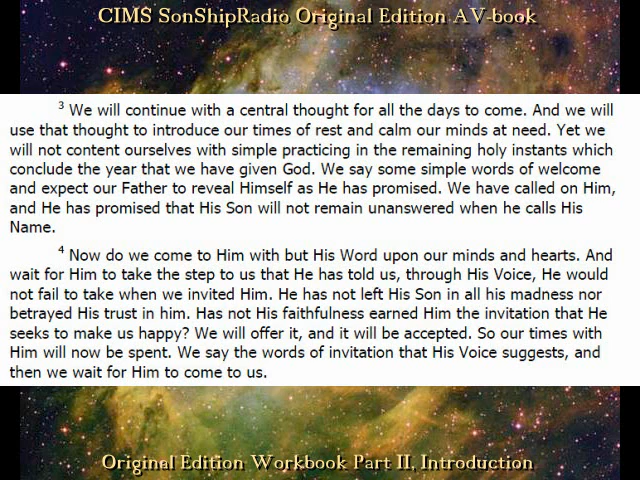 CIMS SonShipRadio Original Edition AV-book
3 We will continue with a central thought for all the days to come. And we will
use that thought to introduce our times of rest and calm our minds at need. Yet we
will not content ourselves with simple practicing in the remaining holy instants which
conclude the year that we have given God. We say some simple words of welcome
and expect our Father to reveal Himself as He has promised. We have called on Him,
and He has promised that His Son will not remain unanswered when he calls His
Name.
4 Now do we come to Him with but His Word upon our minds and hearts. And
wait for Him to take the step to us that He has told us, through His Voice, He would
not fail to take when we invited Him. He has not left His Son in all his madness nor
betrayed His trust in him. Has not His faithfulness earned Him the invitation that He
seeks to make us happy? We will offer it, and it will be accepted. So our times with
Him will now be spent. We say the words of invitation that His Voice suggests, and
then we wait for Him to come to us.
Original Edition Workbook Part II, Introduction